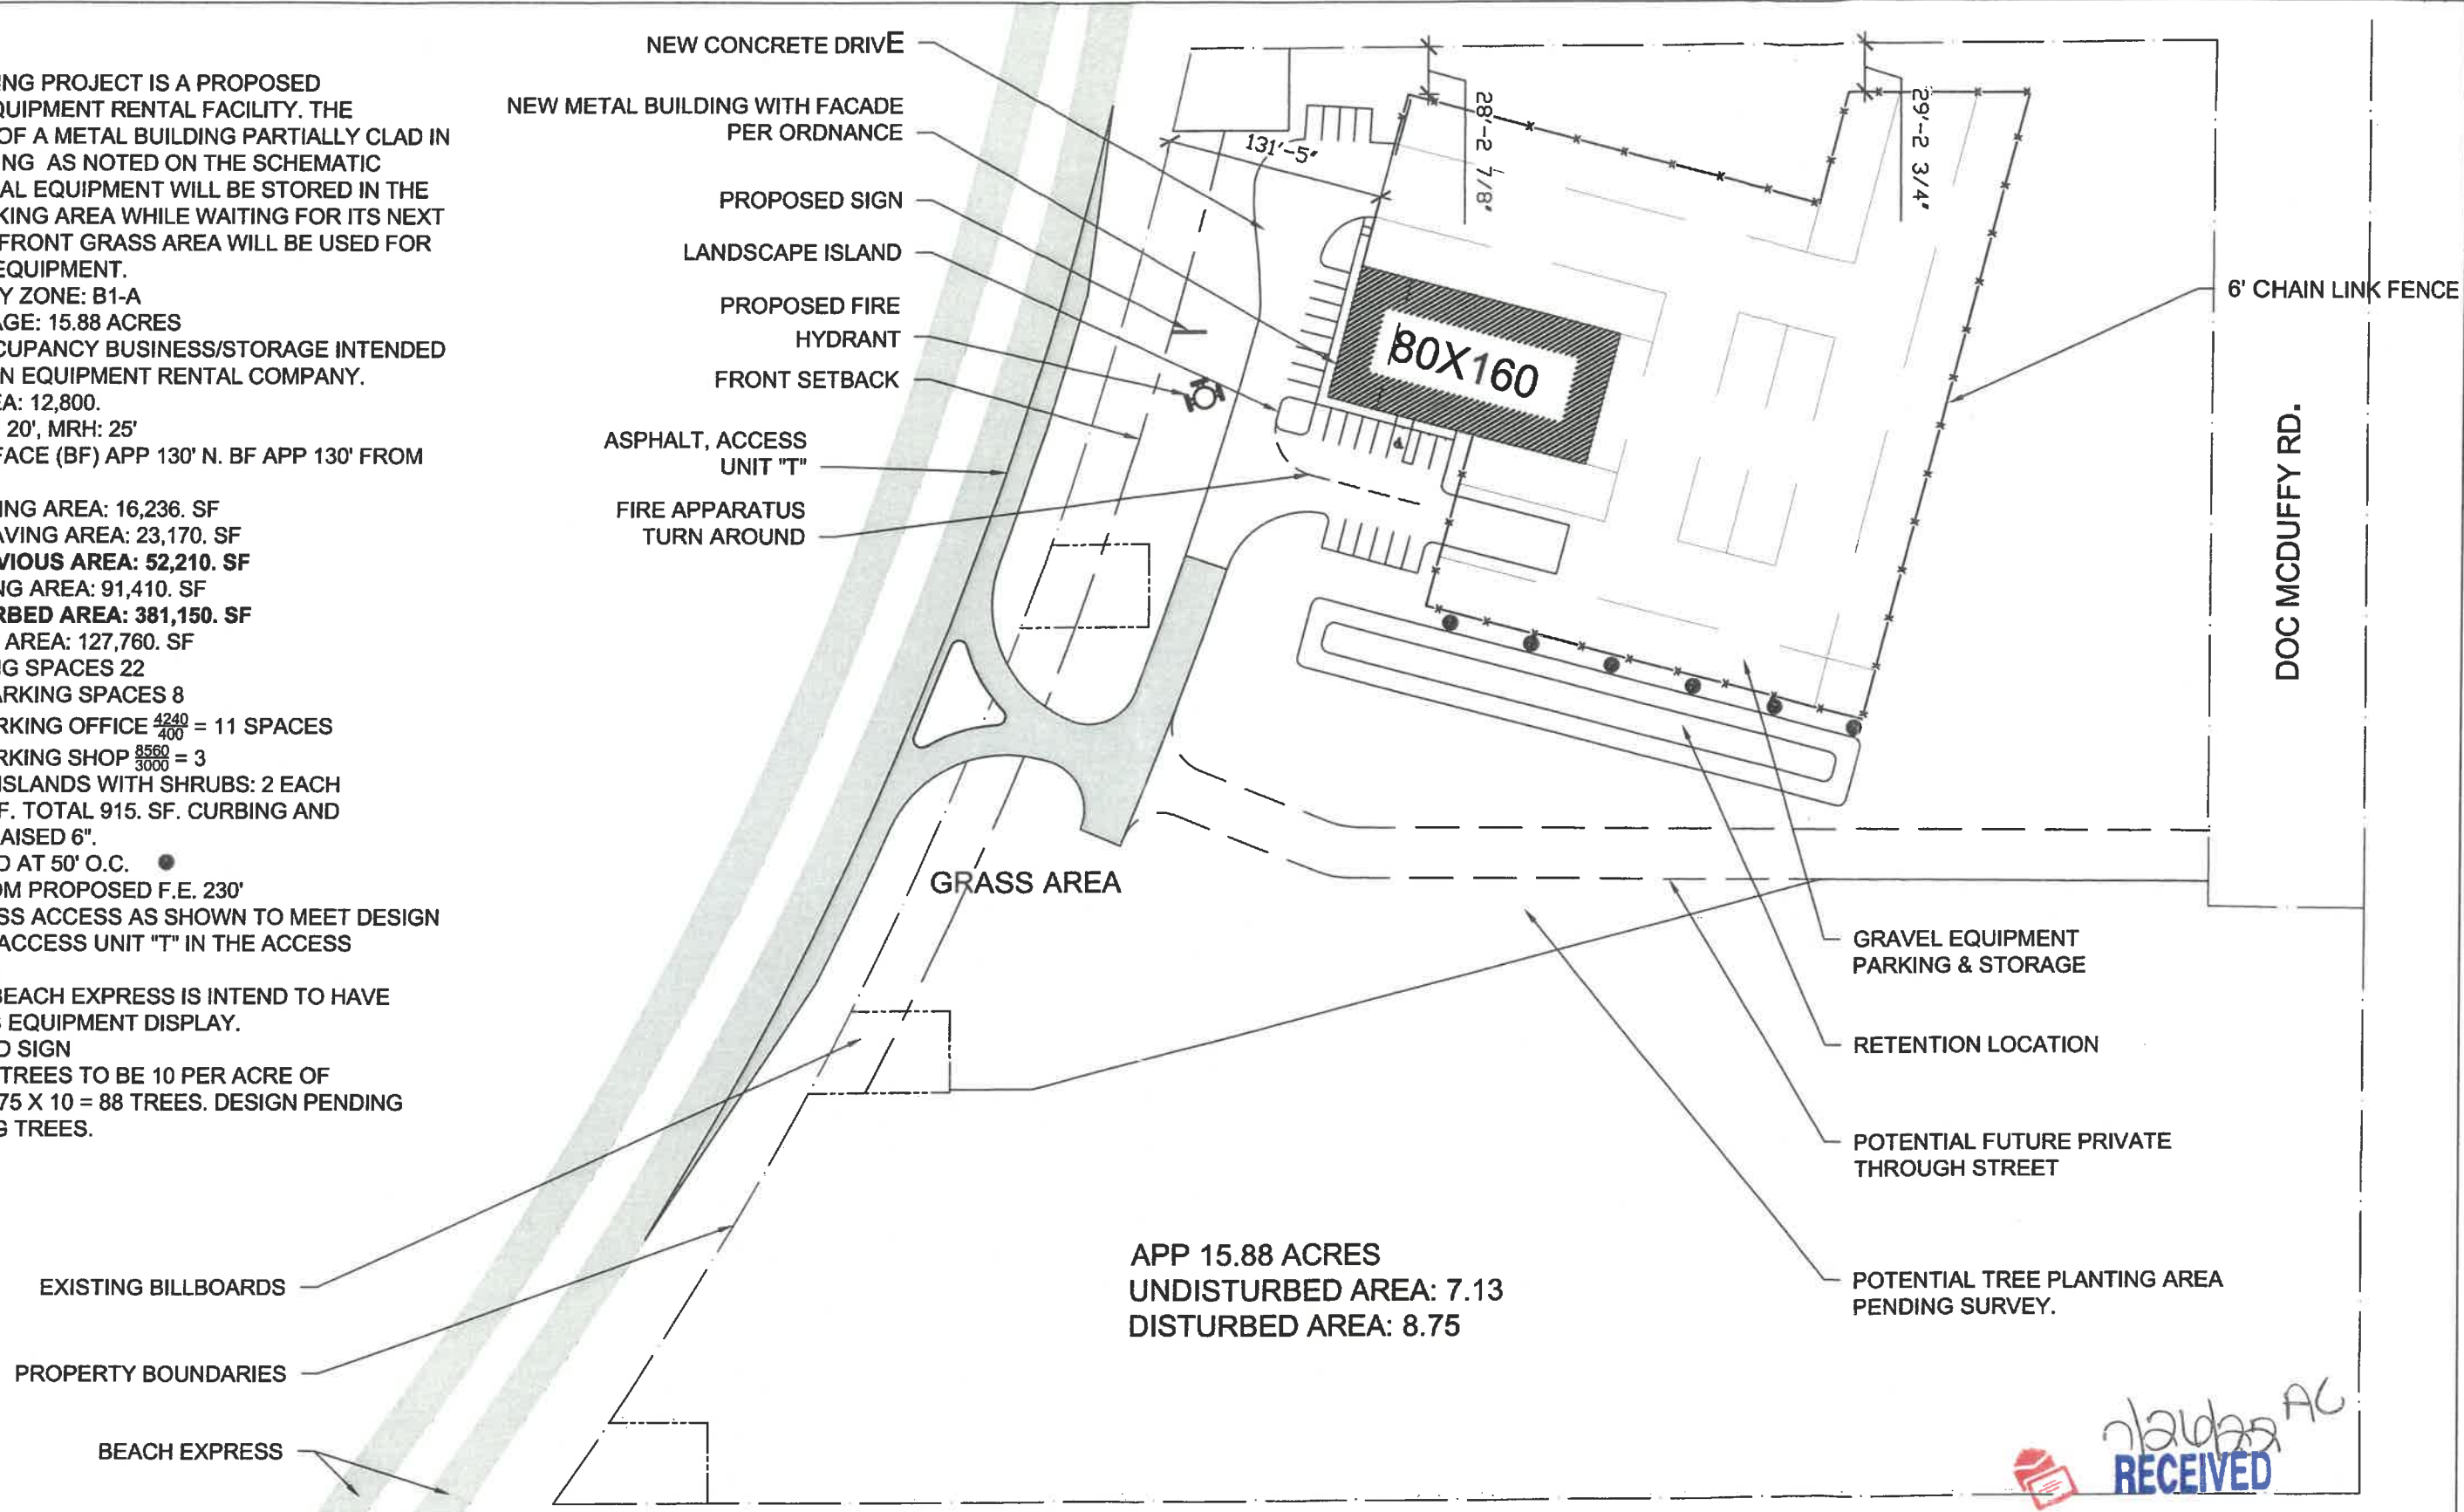 NG PROJECT IS A PROPOSED
QUIPMENT RENTAL FACILITY. THE
OF A METAL BUILDING PARTIALLY CLAD IN
NG AS NOTED ON THE SCHEMATIC
AL EQUIPMENT WILL BE STORED IN THE
KING AREA WHILE WAITING FOR ITS NEXT
FRONT GRASS AREA WILL BE USED FOR
EQUIPMENT.
Y ZONE: B1-A
AGE: 15.88 ACRES
CUPANCY BUSINESS/STORAGE INTENDED
N EQUIPMENT RENTAL COMPANY.
EA: 12,800.
20', MRH: 25'
FACE (BF) APP 130' N. BF APP 130' FROM
ING AREA: 16,236. SF
AVING AREA: 23,170. SF
VIOUS AREA: 52,210. SF
NG AREA: 91,410. SF
RBED AREA: 381,150. SF
AREA: 127,760. SF
G SPACES 22
ARKING SPACES 8
RKING OFFICE 4240/400 = 11 SPACES
RKING SHOP 8560/3000 = 3
ISLANDS WITH SHRUBS: 2 EACH
F. TOTAL 915. SF. CURBING AND
AISED 6".
D AT 50' O.C.
OM PROPOSED F.E. 230'
SS ACCESS AS SHOWN TO MEET DESIGN
ACCESS UNIT "T" IN THE ACCESS
BEACH EXPRESS IS INTEND TO HAVE
S EQUIPMENT DISPLAY.
D SIGN
TREES TO BE 10 PER ACRE OF
75 X 10 = 88 TREES. DESIGN PENDING
G TREES.
NEW CONCRETE DRIVE
NEW METAL BUILDING WITH FACADE
PER ORDNANCE
PROPOSED SIGN
LANDSCAPE ISLAND
PROPOSED FIRE
HYDRANT
FRONT SETBACK
ASPHALT, ACCESS
UNIT "T"
FIRE APPARATUS
TURN AROUND
131'-5"
28'-2 7/8"
29'-2 3/4"
80X160
6' CHAIN LINK FENCE
DOC MCDUFFY RD.
GRASS AREA
GRAVEL EQUIPMENT
PARKING & STORAGE
RETENTION LOCATION
POTENTIAL FUTURE PRIVATE
THROUGH STREET
POTENTIAL TREE PLANTING AREA
PENDING SURVEY.
APP 15.88 ACRES
UNDISTURBED AREA: 7.13
DISTURBED AREA: 8.75
EXISTING BILLBOARDS
PROPERTY BOUNDARIES
BEACH EXPRESS
7/26/22 AC
RECEIVED